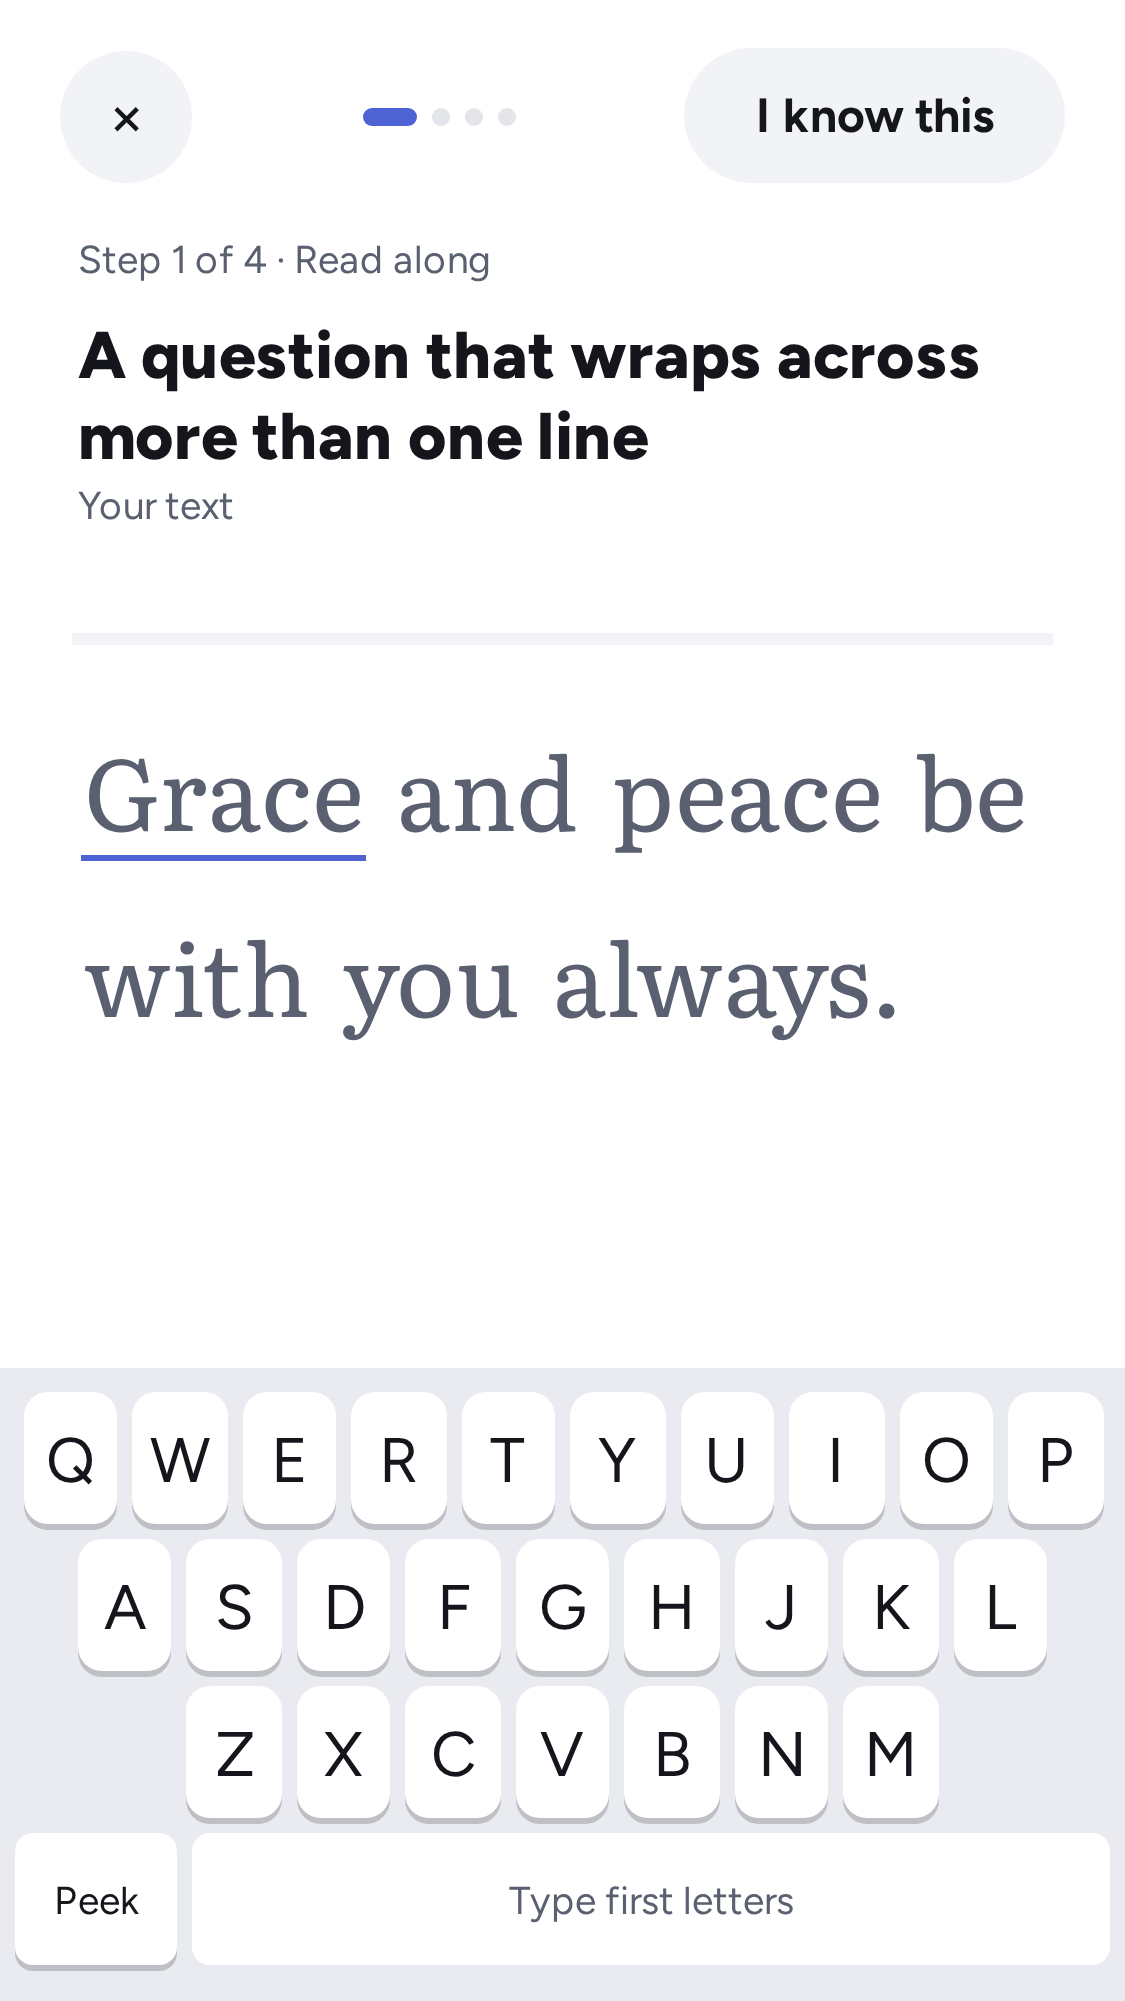 ×
I know this
Step 1 of 4 · Read along
A question that wraps across
more than one line
Your text
Grace and peace be
with you always.
Q W E R T Y U I O P
A S D F G H J K L
Z X C V B N M
Peek
Type first letters